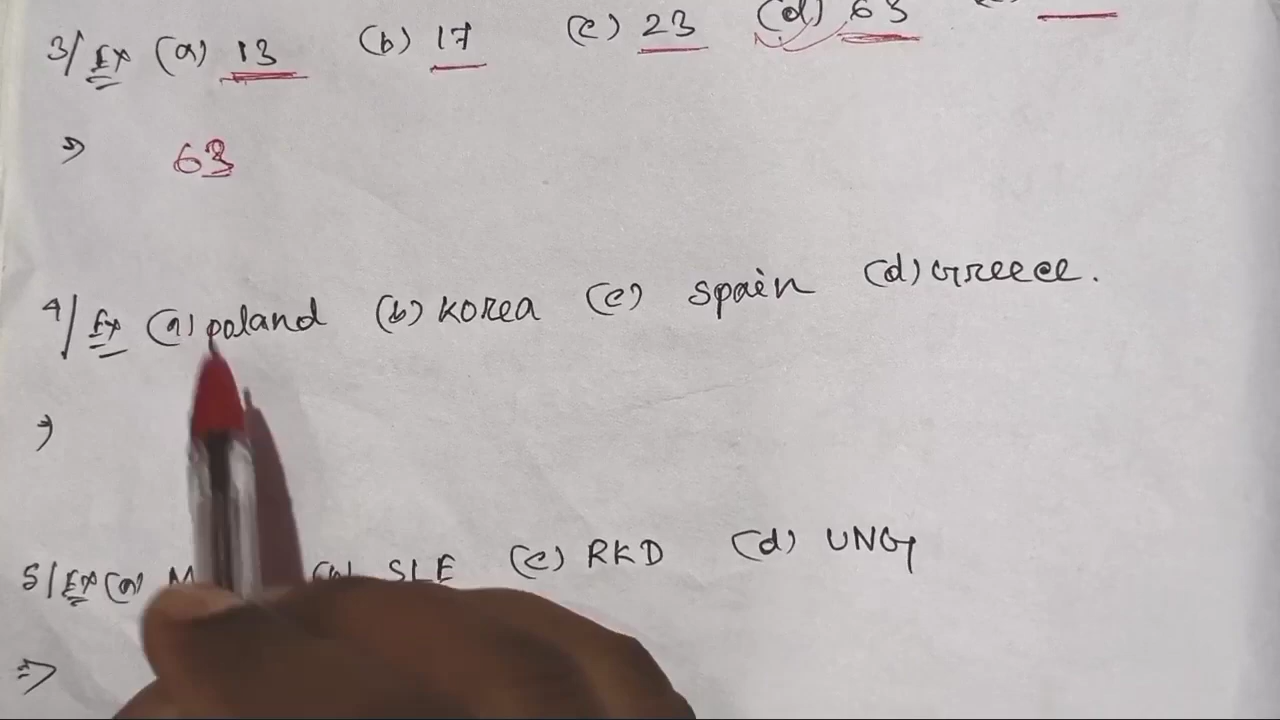 3/ Ex (a) 13 (b) 17 (c) 23 (d) 63
⇒ 63
4/ Ex (a) poland (b) korea (c) spain (d) Greece.
⇒
5/ Ex (a) M (b) SLE (c) RKD (d) UNG
⇒